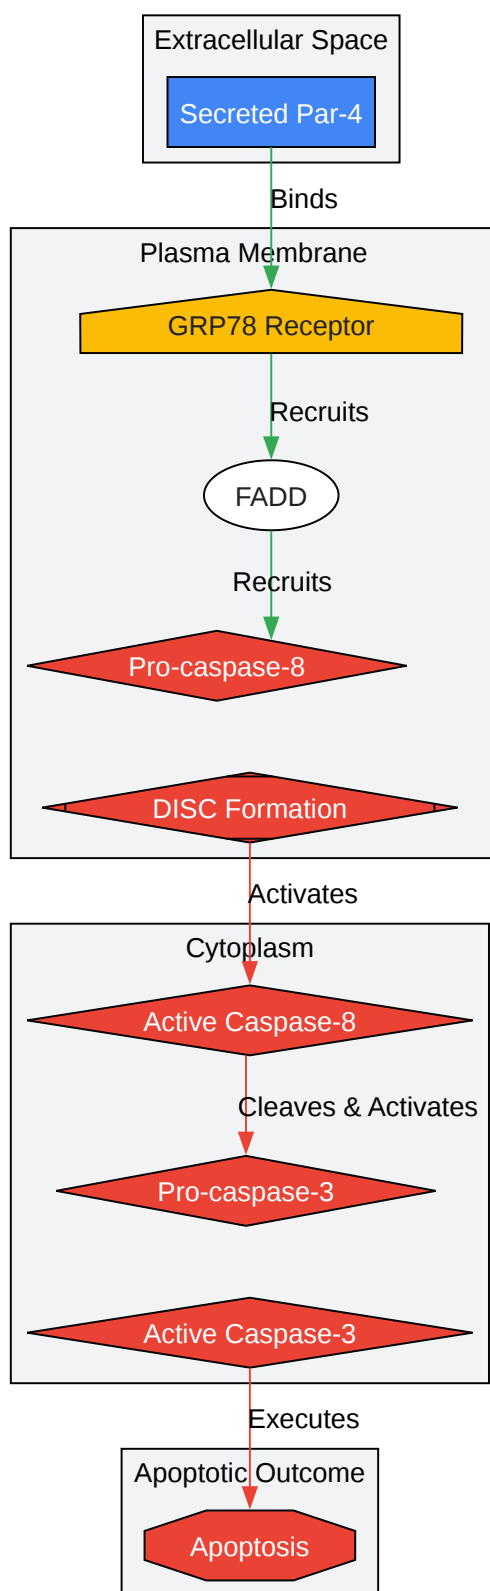 Extracellular Space
Secreted Par-4
Binds
Plasma Membrane
GRP78 Receptor
Recruits
FADD
Recruits
Pro-caspase-8
DISC Formation
Activates
Cytoplasm
Active Caspase-8
Cleaves & Activates
Pro-caspase-3
Active Caspase-3
Executes
Apoptotic Outcome
Apoptosis